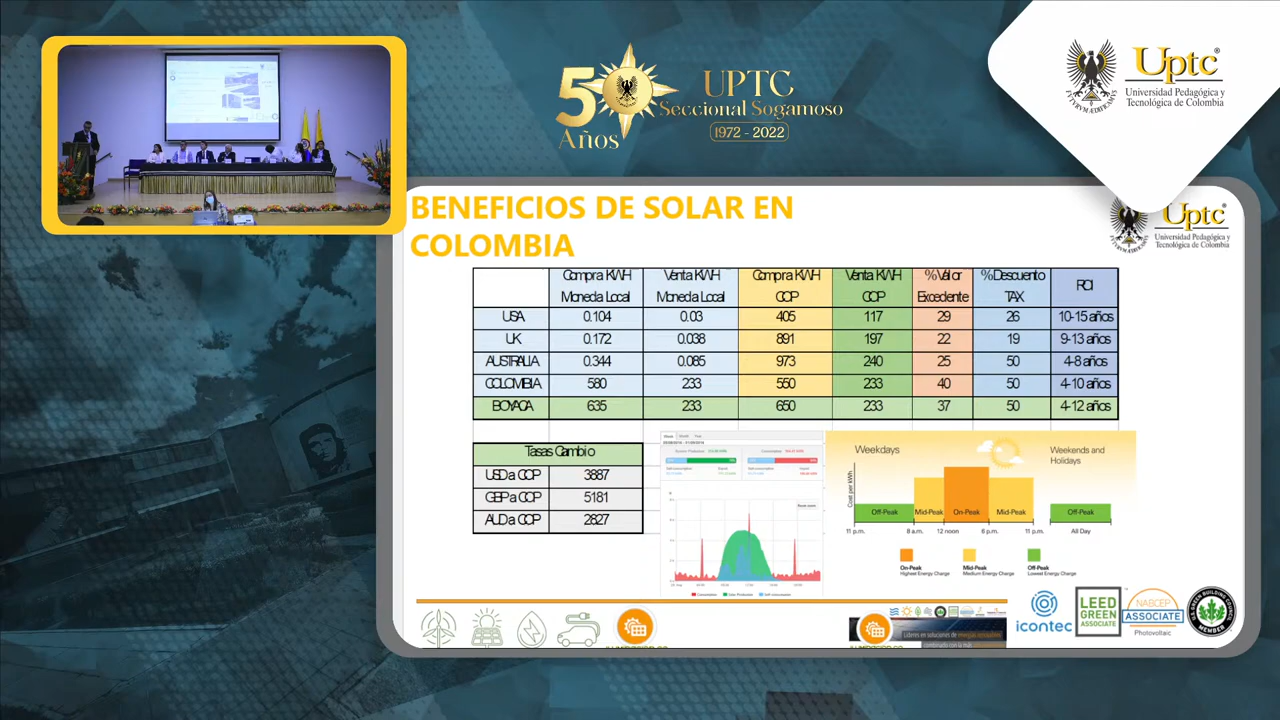 50
Años
UPTC
Seccional Sogamoso
1972 - 2022
Uptc®
Universidad Pedagógica y
Tecnológica de Colombia
BENEFICIOS DE SOLAR EN
COLOMBIA
Uptc
Universidad Pedagógica y
Tecnológica de Colombia
Compra KWH Moneda Local Venta KWH Moneda Local Compra KWH COP Venta KWH COP % Valor Excedente % Descuento TAX ROI
USA 0.104 0.03 405 117 29 26 10-15 años
UK 0.172 0.038 891 197 22 19 9-13 años
AUSTRALIA 0.344 0.085 973 240 25 50 4-8 años
COLOMBIA 580 233 550 233 40 50 4-10 años
BOYACA 635 233 650 233 37 50 4-12 años
Tasas Cambio
USD a COP 3887
GBP a COP 5181
AUD a COP 2827
Weekdays
Weekends and
Holidays
Cost per kWh
Off-Peak Mid-Peak On-Peak Mid-Peak Off-Peak
11 p.m. 8 a.m. 12 noon 6 p.m. 11 p.m. All Day
On-Peak
Highest Energy Charge
Mid-Peak
Medium Energy Charge
Off-Peak
Lowest Energy Charge
Líderes en soluciones de energías
icontec
LEED
GREEN
ASSOCIATE
NABCEP
ASSOCIATE
Photovoltaic
MEMBER